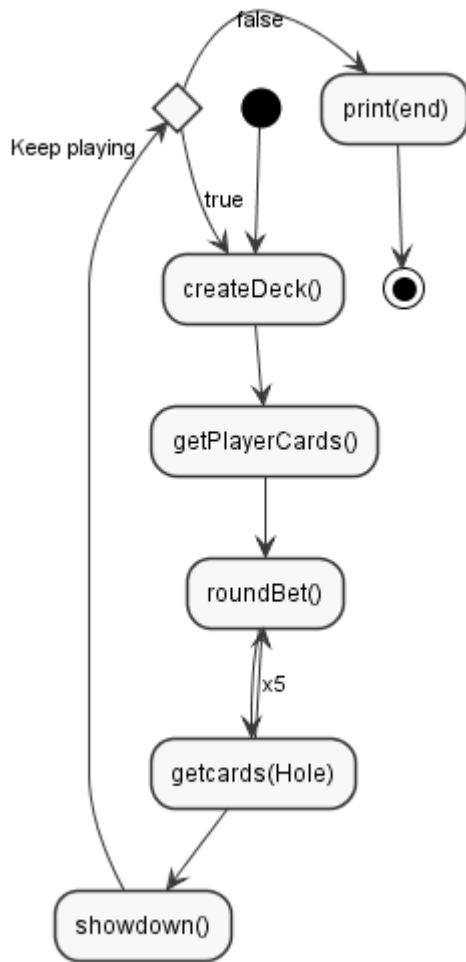 false
print(end)
Keep playing
true
createDeck()
getPlayerCards()
roundBet()
x5
getcards(Hole)
showdown()